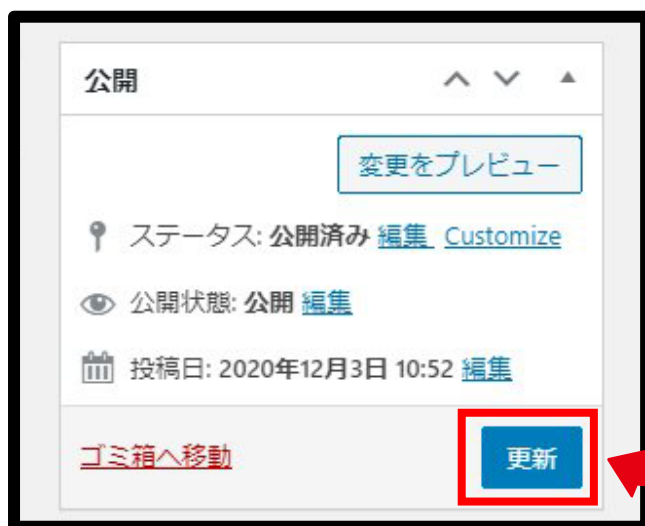 公開
変更をプレビュー
ステータス: 公開済み 編集 Customize
公開状態: 公開 編集
投稿日: 2020年12月3日 10:52 編集
ゴミ箱へ移動 更新